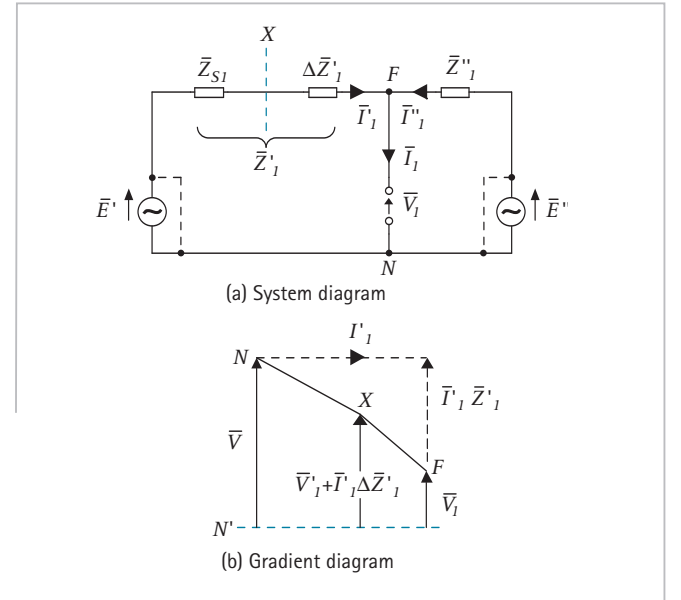 X
Z̄S1
ΔZ̄'1
F
Z̄"1
Ī'1
Ī"1
Z̄'1
Ī1
Ē'
V̄1
Ē"
N
(a) System diagram
I'1
N
X
Ī'1 Z̄'1
V̄
F
V̄'1+Ī'1ΔZ̄'1
V̄1
N'
(b) Gradient diagram